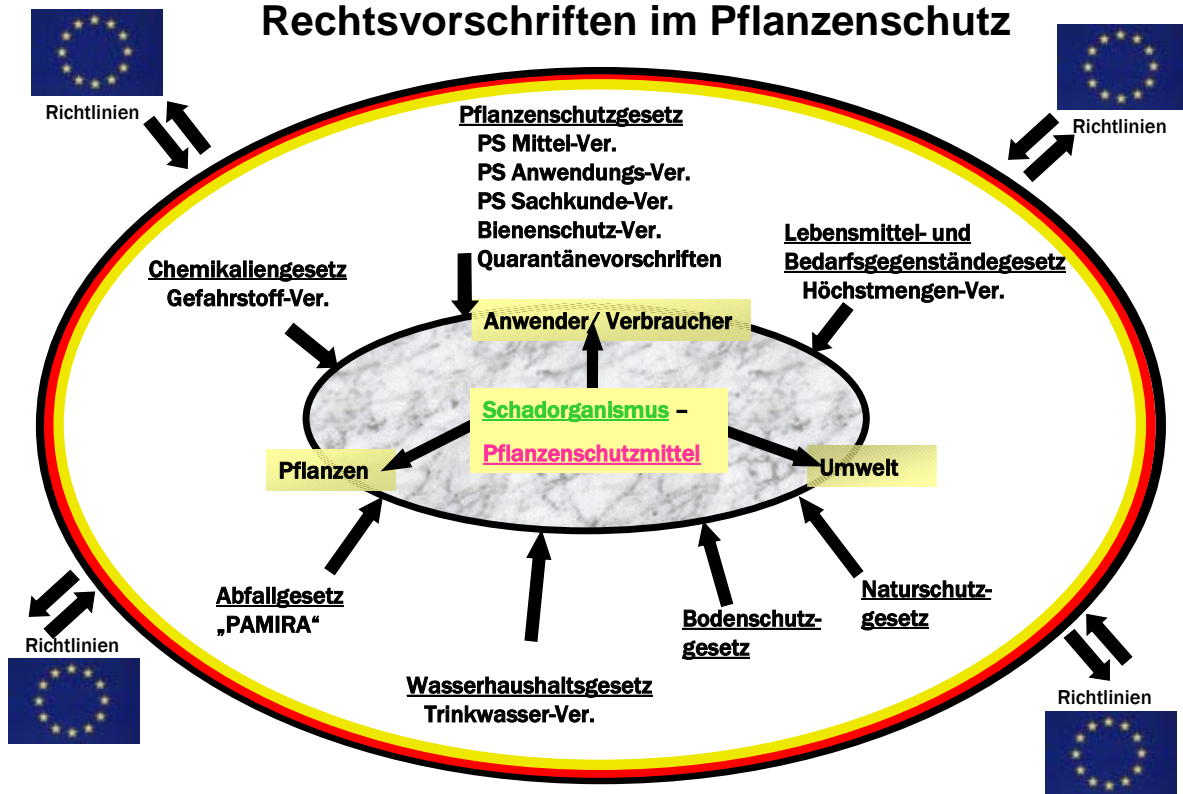 Rechtsvorschriften im Pflanzenschutz
Richtlinien
Richtlinien
Pflanzenschutzgesetz
PS Mittel-Ver.
PS Anwendungs-Ver.
PS Sachkunde-Ver.
Bienenschutz-Ver.
Quarantänevorschriften
Lebensmittel- und
Bedarfsgegenständegesetz
Höchstmengen-Ver.
Chemikaliengesetz
Gefahrstoff-Ver.
Anwender/ Verbraucher
Schadorganismus –
Pflanzenschutzmittel
Pflanzen
Umwelt
Abfallgesetz
„PAMIRA“
Wasserhaushaltsgesetz
Trinkwasser-Ver.
Bodenschutz-
gesetz
Naturschutz-
gesetz
Richtlinien
Richtlinien